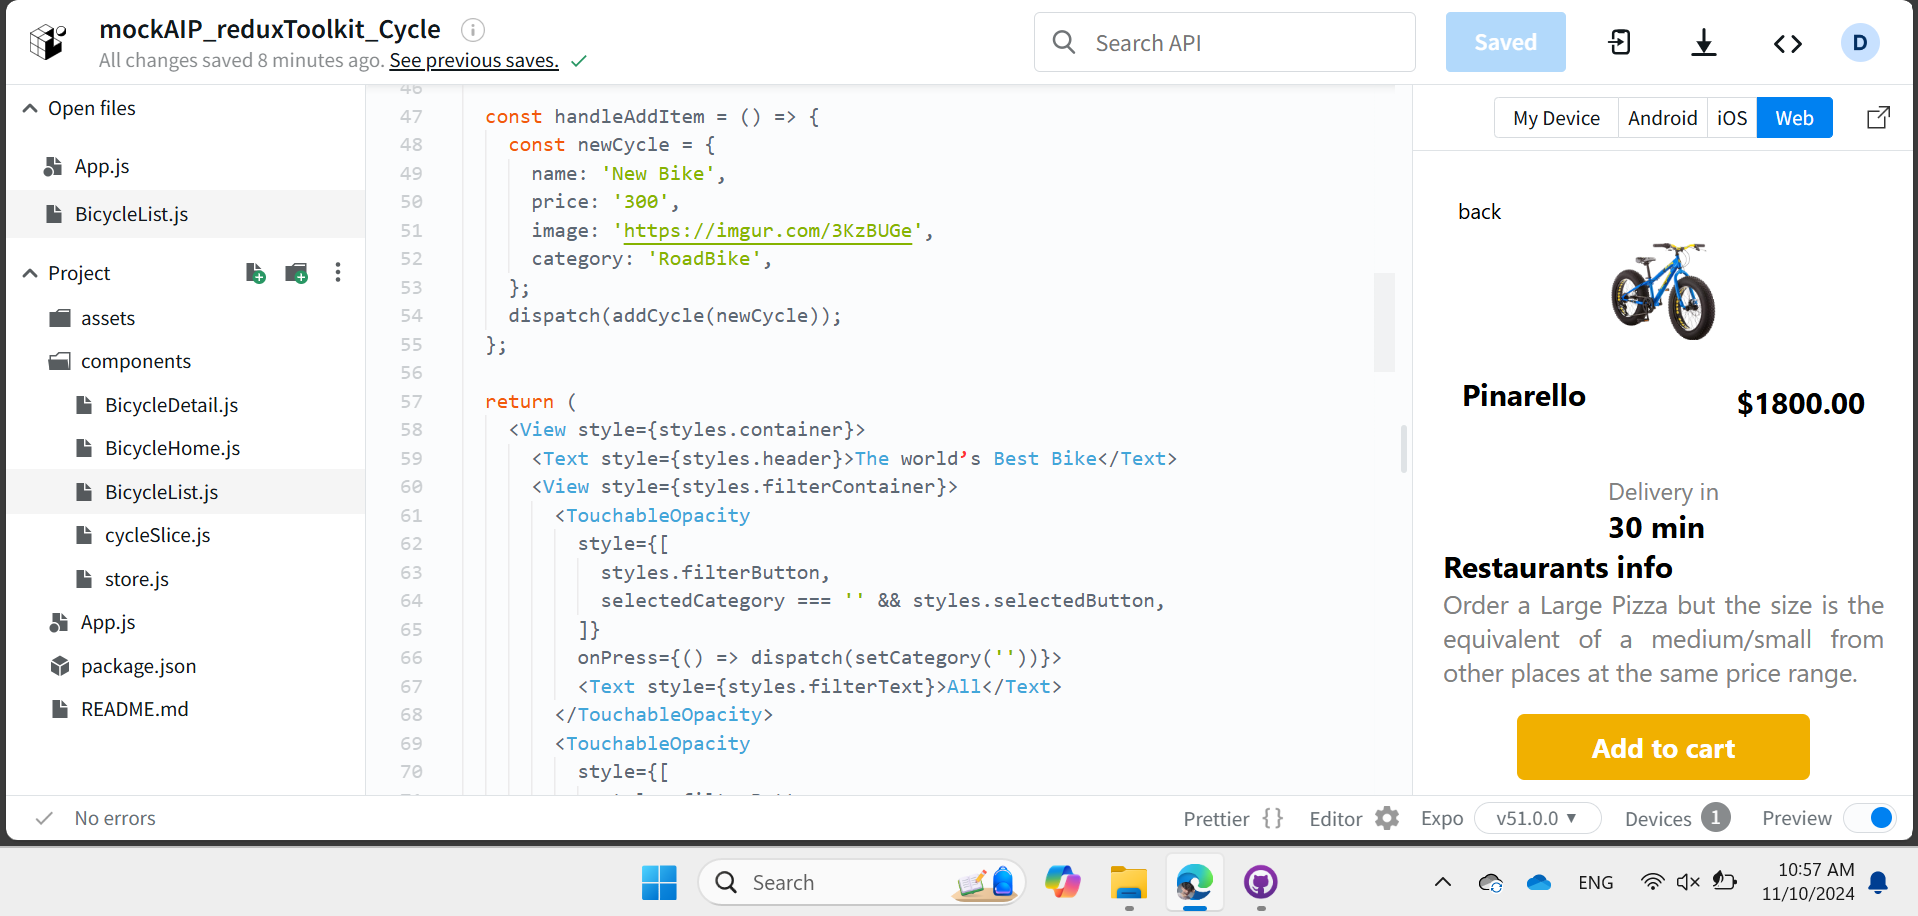 mockAIP_reduxToolkit_Cycle
All changes saved 8 minutes ago. See previous saves.
Search API
Saved
D
Open files
App.js
BicycleList.js
Project
assets
components
BicycleDetail.js
BicycleHome.js
BicycleList.js
cycleSlice.js
store.js
App.js
package.json
README.md
46
47 const handleAddItem = () => {
48 const newCycle = {
49 name: 'New Bike',
50 price: '300',
51 image: 'https://imgur.com/3KzBUGe',
52 category: 'RoadBike',
53 };
54 dispatch(addCycle(newCycle));
55 };
56
57 return (
58 <View style={styles.container}>
59 <Text style={styles.header}>The world’s Best Bike</Text>
60 <View style={styles.filterContainer}>
61 <TouchableOpacity
62 style={[
63 styles.filterButton,
64 selectedCategory === '' && styles.selectedButton,
65 ]}
66 onPress={() => dispatch(setCategory(''))}>
67 <Text style={styles.filterText}>All</Text>
68 </TouchableOpacity>
69 <TouchableOpacity
70 style={[
My Device Android iOS Web
back
Pinarello
$1800.00
Delivery in
30 min
Restaurants info
Order a Large Pizza but the size is the
equivalent of a medium/small from
other places at the same price range.
Add to cart
No errors
Prettier {} Editor Expo v51.0.0 Devices 1 Preview
Search
ENG
10:57 AM
11/10/2024